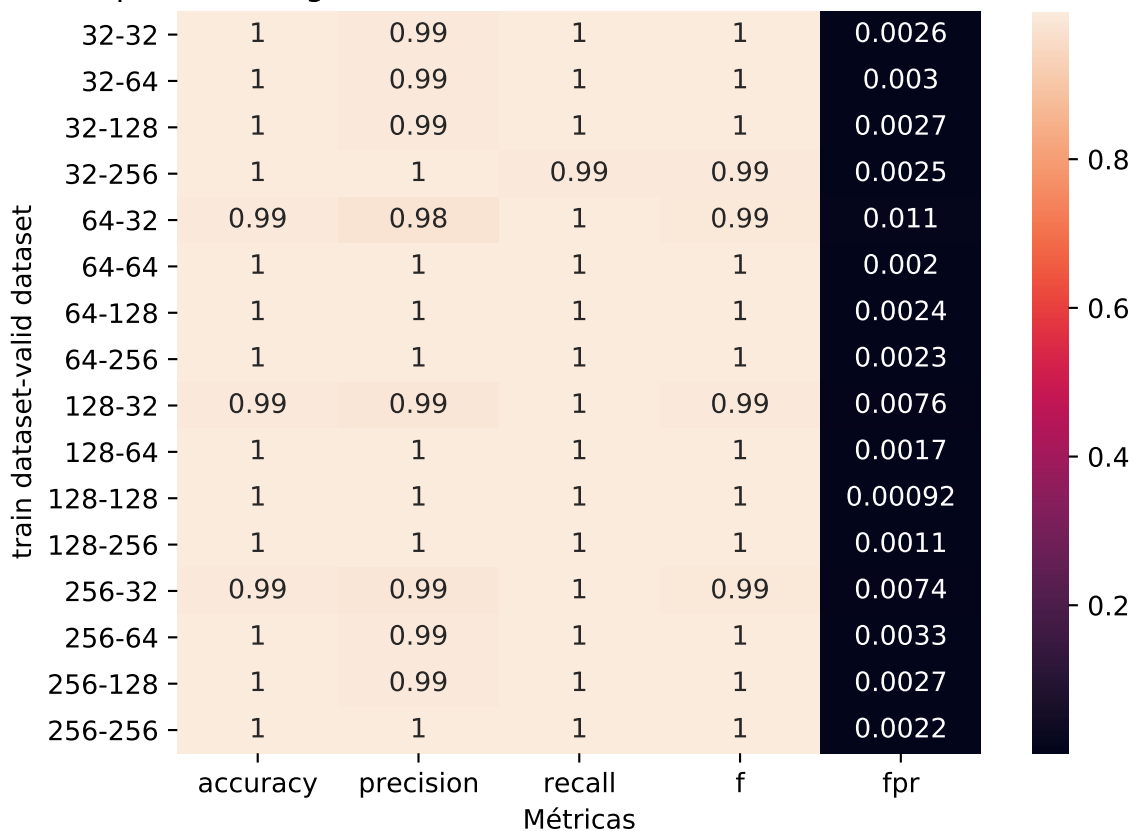 32-32 1 0.99 1 1 0.0026
32-64 1 0.99 1 1 0.003
32-128 1 0.99 1 1 0.0027
32-256 1 1 0.99 0.99 0.0025
64-32 0.99 0.98 1 0.99 0.011
64-64 1 1 1 1 0.002
64-128 1 1 1 1 0.0024
64-256 1 1 1 1 0.0023
128-32 0.99 0.99 1 0.99 0.0076
128-64 1 1 1 1 0.0017
128-128 1 1 1 1 0.00092
128-256 1 1 1 1 0.0011
256-32 0.99 0.99 1 0.99 0.0074
256-64 1 0.99 1 1 0.0033
256-128 1 0.99 1 1 0.0027
256-256 1 1 1 1 0.0022
accuracy precision recall f fpr
Métricas
train dataset-valid dataset
0.8
0.6
0.4
0.2